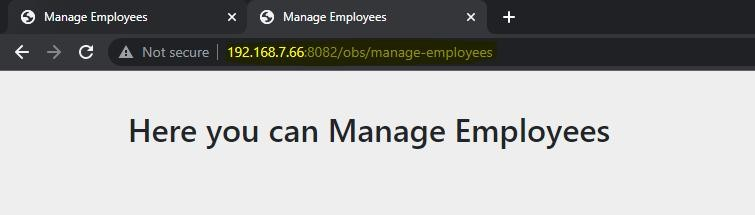 Manage Employees
Manage Employees
Not secure 192.168.7.66:8082/obs/manage-employees
Here you can Manage Employees